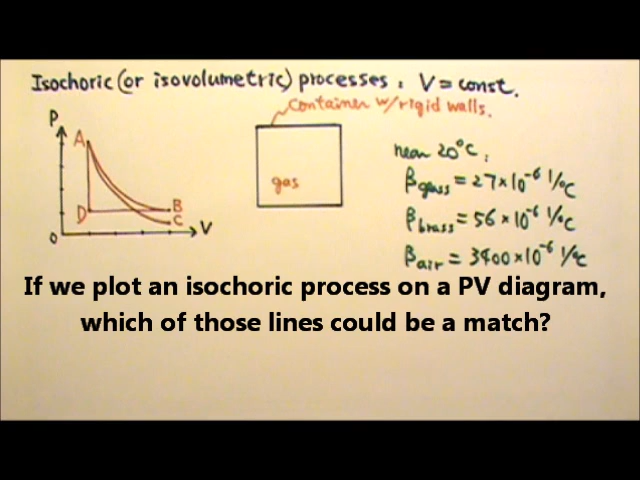 Isochoric (or isovolumetric) processes: V = const.
container w/rigid walls.
P
A
D
B
C
0
V
gas
near 20°C:
βglass = 27×10⁻⁶ 1/°C
βbrass = 56×10⁻⁶ 1/°C
βair = 3400×10⁻⁶ 1/°C
If we plot an isochoric process on a PV diagram,
which of those lines could be a match?